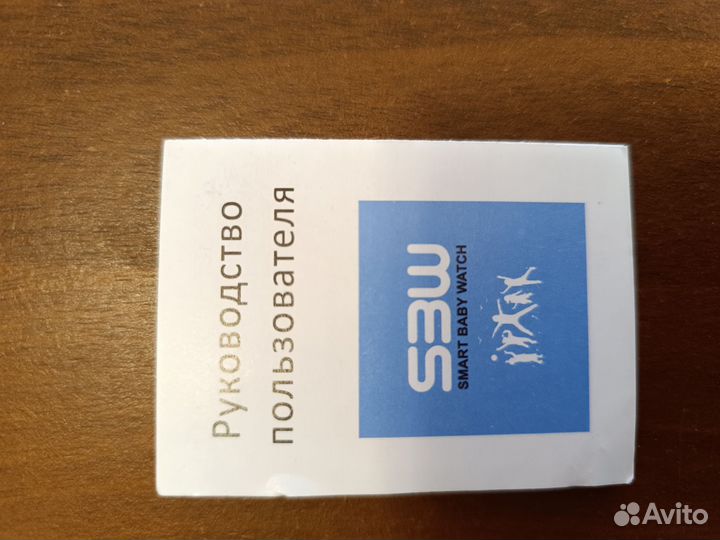 Руководство
пользователя
SBW
SMART BABY WATCH
Avito